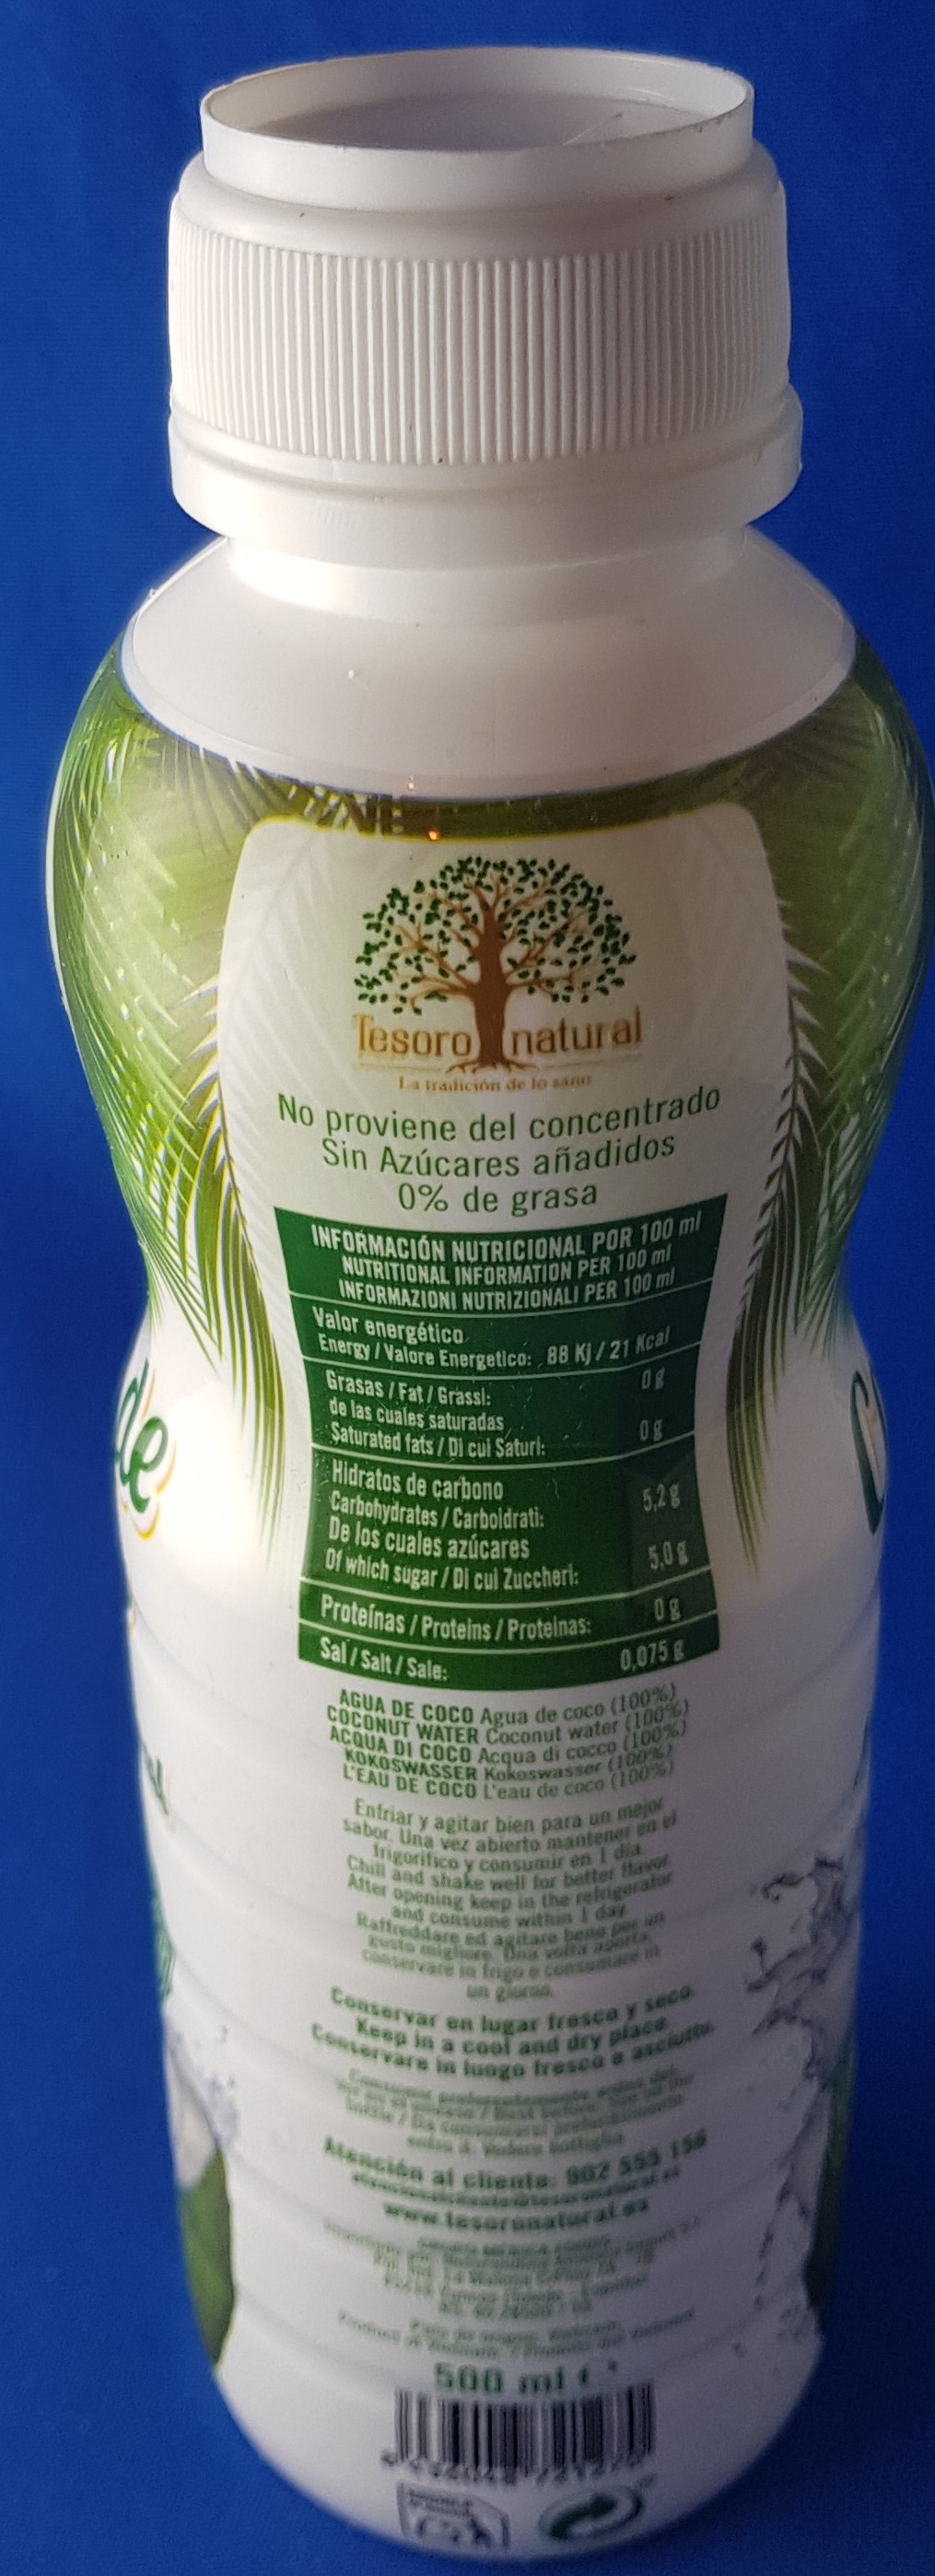 Tesoro natural
La tradición de lo sano
No proviene del concentrado
Sin Azúcares añadidos
0% de grasa
INFORMACIÓN NUTRICIONAL POR 100 ml
NUTRITIONAL INFORMATION PER 100 ml
INFORMAZIONI NUTRIZIONALI PER 100 ml
Valor energético
Energy / Valore Energetico: 88 Kj / 21 Kcal
Grasas / Fat / Grassi: 0 g
de las cuales saturadas
Saturated fats / Di cui Saturi: 0 g
Hidratos de carbono
Carbohydrates / Carboidrati: 5,2 g
De los cuales azúcares
Of which sugar / Di cui Zuccheri: 5,0 g
Proteínas / Proteins / Proteinas: 0 g
Sal / Salt / Sale: 0,075 g
AGUA DE COCO Agua de coco (100%)
COCONUT WATER Coconut water (100%)
ACQUA DI COCO Acqua di cocco (100%)
KOKOSWASSER Kokoswasser (100%)
L'EAU DE COCO L'eau de coco (100%)
Enfriar y agitar bien para un mejor
sabor. Una vez abierto mantener en el
frigorífico y consumir en 1 día.
Chill and shake well for better flavor.
After opening keep in the refrigerator
and consume within 1 day.
Raffreddare ed agitare bene per un
gusto migliore. Una volta aperta,
conservare in frigo e consumare in
un giorno.
Conservar en lugar fresco y seco.
Keep in a cool and dry place.
Conservare in luogo fresco e asciutto.
Atención al cliente: 902 555 156
www.tesoronatural.es
500 ml e
de